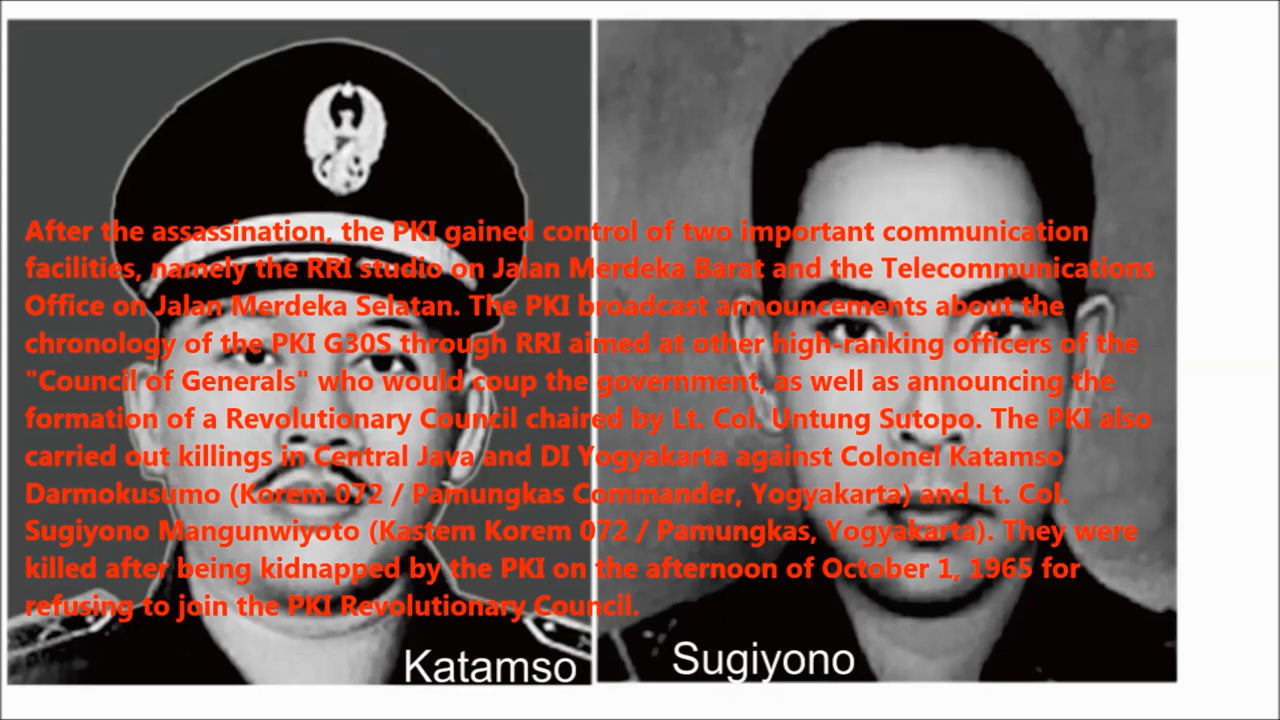 After the assassination, the PKI gained control of two important communication
facilities, namely the RRI studio on Jalan Merdeka Barat and the Telecommunications
Office on Jalan Merdeka Selatan. The PKI broadcast announcements about the
chronology of the PKI G30S through RRI aimed at other high-ranking officers of the
"Council of Generals" who would coup the government, as well as announcing the
formation of a Revolutionary Council chaired by Lt. Col. Untung Sutopo. The PKI also
carried out killings in Central Java and DI Yogyakarta against Colonel Katamso
Darmokusumo (Korem 072 / Pamungkas Commander, Yogyakarta) and Lt. Col.
Sugiyono Mangunwiyoto (Kastem Korem 072 / Pamungkas, Yogyakarta). They were
killed after being kidnapped by the PKI on the afternoon of October 1, 1965 for
refusing to join the PKI Revolutionary Council.
Katamso
Sugiyono